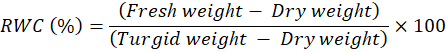 RWC (%) = (Fresh weight − Dry weight) / (Turgid weight − Dry weight) × 100